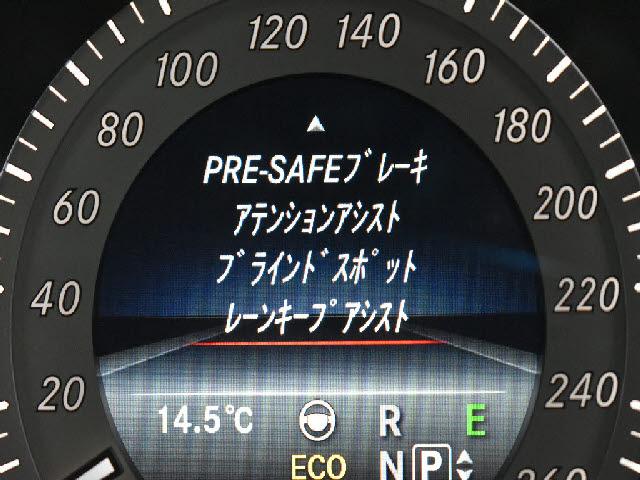 120 140
100 160
80 180
60 200
40 220
20 240
260
PRE-SAFEブレーキ
アテンションアシスト
ブラインドスポット
レーンキープアシスト
14.5℃ R E
ECO N P